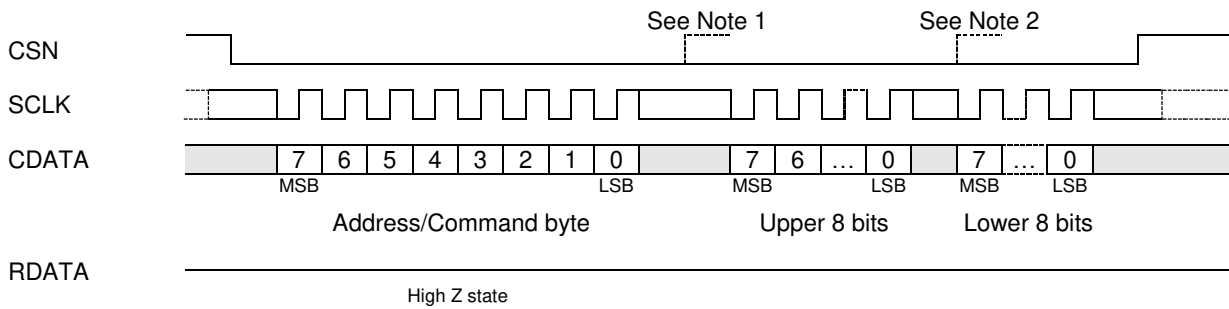 See Note 1 See Note 2
CSN
SCLK
CDATA 7 6 5 4 3 2 1 0 7 6 … 0 7 … 0
MSB LSB MSB LSB MSB LSB
Address/Command byte Upper 8 bits Lower 8 bits
RDATA
High Z state